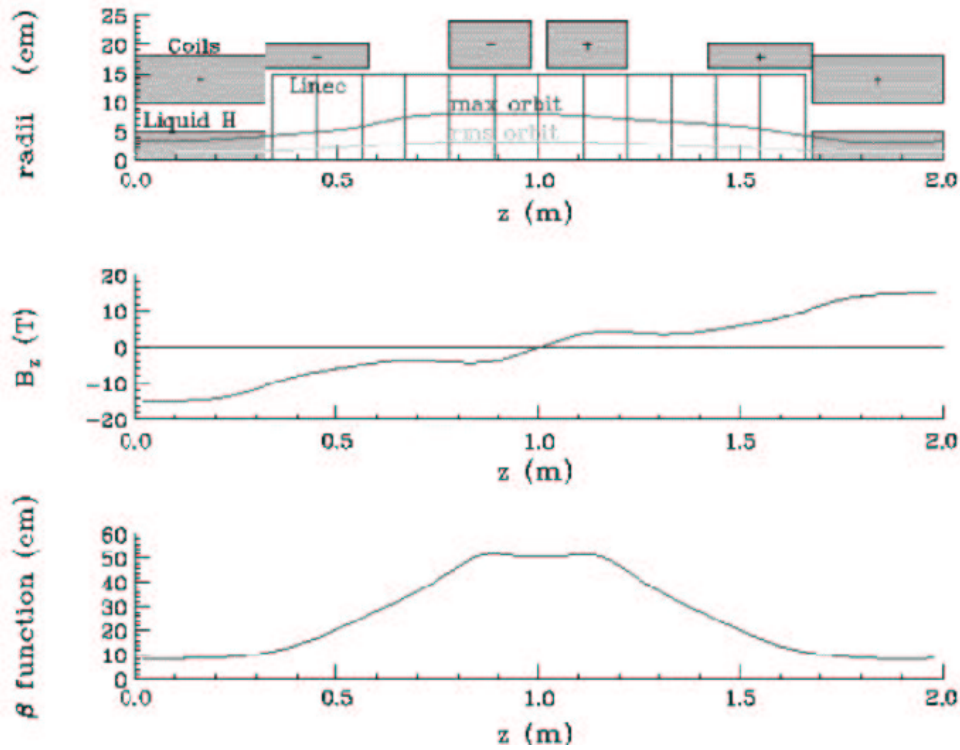 radii (cm)
25
20
15
10
5
0
Coils
Linec
Liquid H
max orbit
rms orbit
- - - + + +
0.0 0.5 1.0 1.5 2.0
z (m)
B_z (T)
20
10
0
-10
-20
0.0 0.5 1.0 1.5 2.0
z (m)
β function (cm)
60
50
40
30
20
10
0
0.0 0.5 1.0 1.5 2.0
z (m)